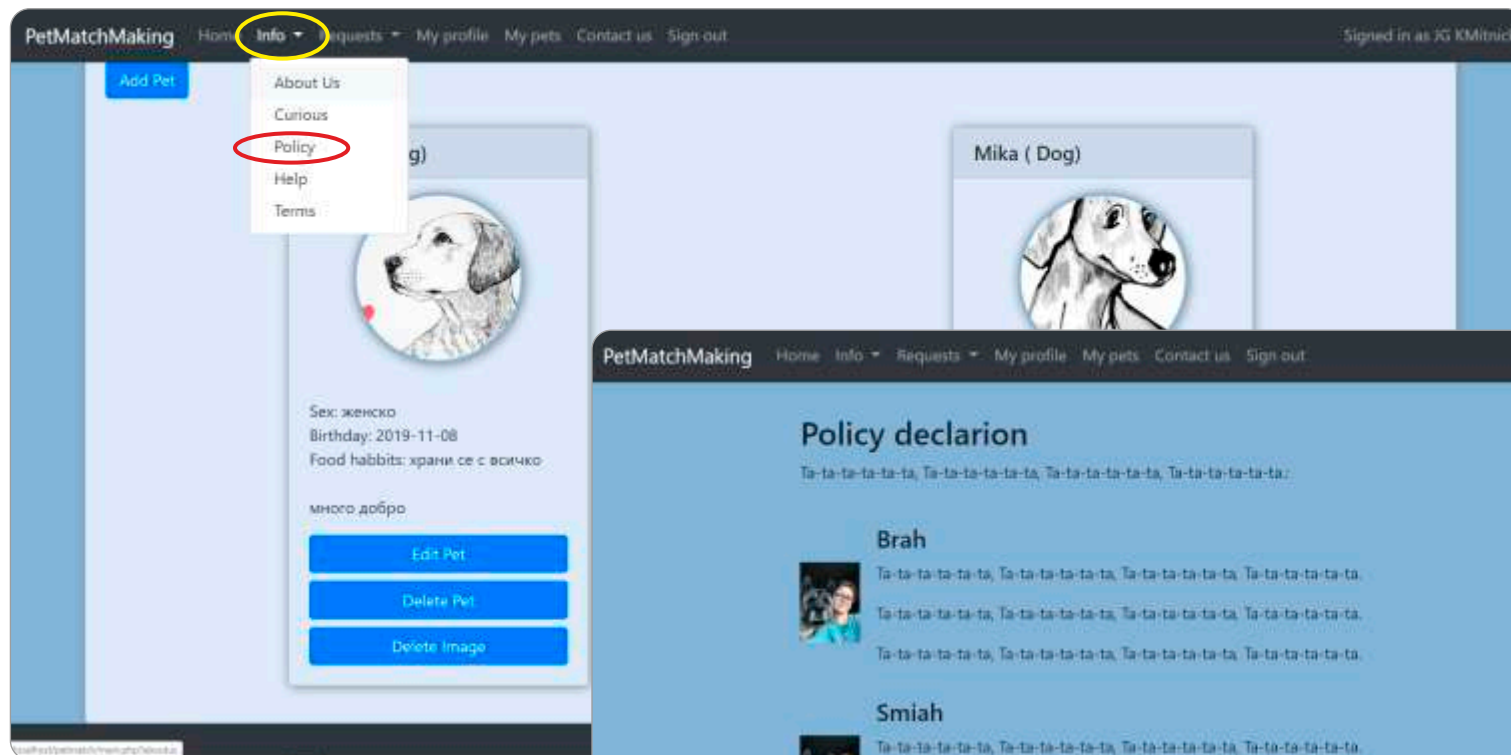 PetMatchMaking Home Info Requests My profile My pets Contact us Sign out Signed in as JG KMitnick
Add Pet
About Us
Curious
Policy
Help
Terms
g)
Sex: женско
Birthday: 2019-11-08
Food habbits: храни се с всичко
много добро
Edit Pet
Delete Pet
Delete Image
Mika ( Dog)
PetMatchMaking Home Info Requests My profile My pets Contact us Sign out
Policy declarion
Ta-ta-ta-ta-ta-ta, Ta-ta-ta-ta-ta-ta, Ta-ta-ta-ta-ta-ta, Ta-ta-ta-ta-ta-ta.:
Brah
Ta-ta-ta-ta-ta-ta, Ta-ta-ta-ta-ta-ta, Ta-ta-ta-ta-ta-ta, Ta-ta-ta-ta-ta-ta.
Ta-ta-ta-ta-ta-ta, Ta-ta-ta-ta-ta-ta, Ta-ta-ta-ta-ta-ta, Ta-ta-ta-ta-ta-ta.
Ta-ta-ta-ta-ta-ta, Ta-ta-ta-ta-ta-ta, Ta-ta-ta-ta-ta-ta, Ta-ta-ta-ta-ta-ta.
Smiah
Ta-ta-ta-ta-ta-ta, Ta-ta-ta-ta-ta-ta, Ta-ta-ta-ta-ta-ta, Ta-ta-ta-ta-ta-ta.